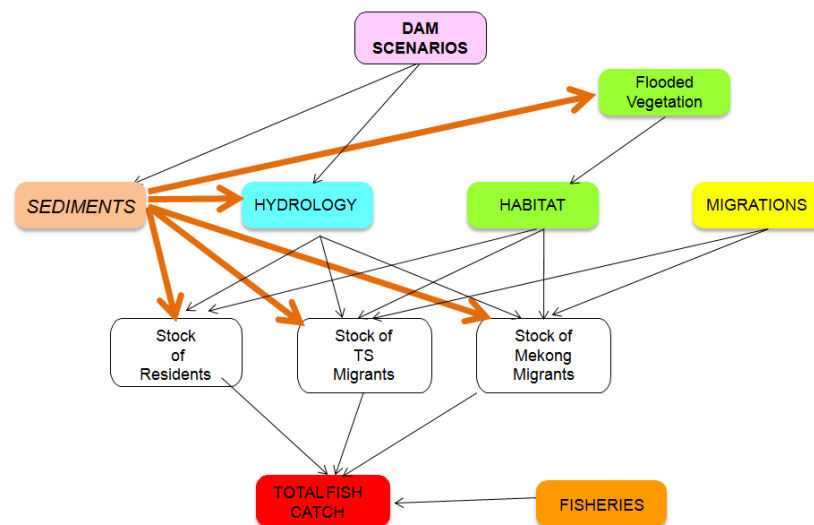 DAM
SCENARIOS
Flooded
Vegetation
SEDIMENTS
HYDROLOGY
HABITAT
MIGRATIONS
Stock
of
Residents
Stock of
TS
Migrants
Stock of
Mekong
Migrants
TOTAL FISH
CATCH
FISHERIES